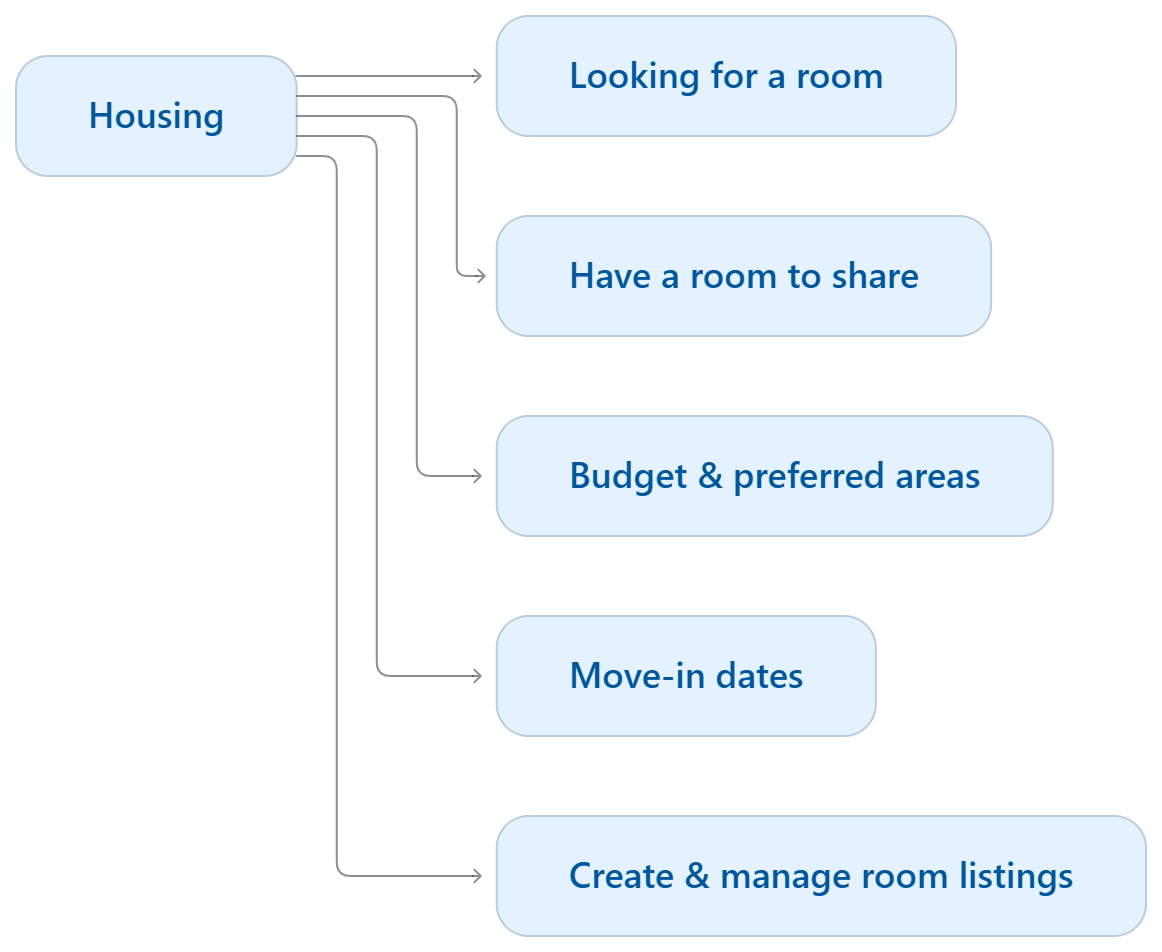 Housing
Looking for a room
Have a room to share
Budget & preferred areas
Move-in dates
Create & manage room listings